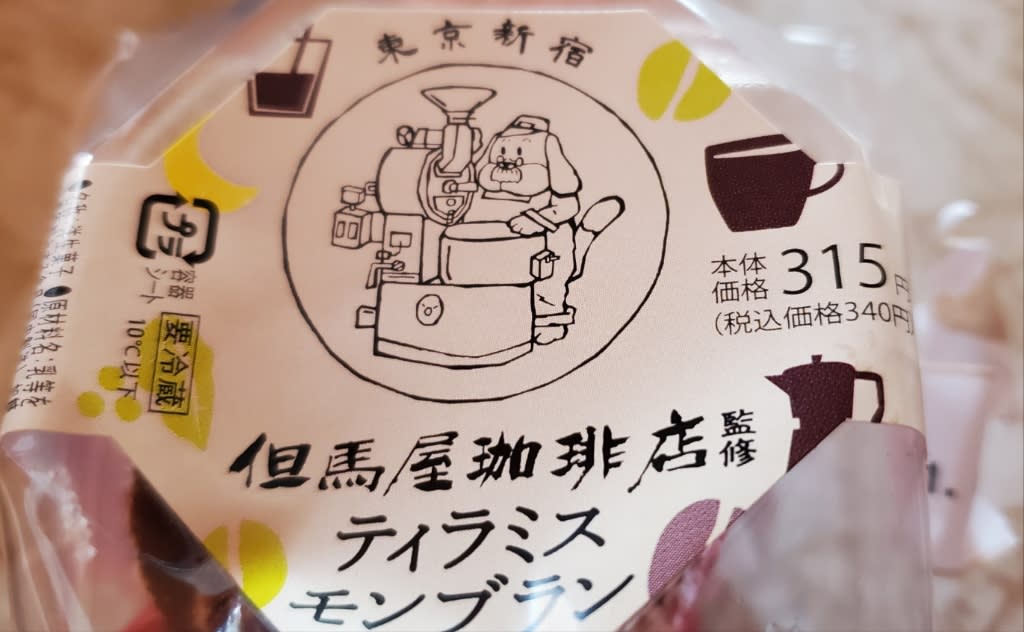 東京新宿
本体
価格 315円
(税込価格340円)
プラ
容器
シート
要冷蔵
10℃以下
但馬屋珈琲店 監修
ティラミス
モンブラン